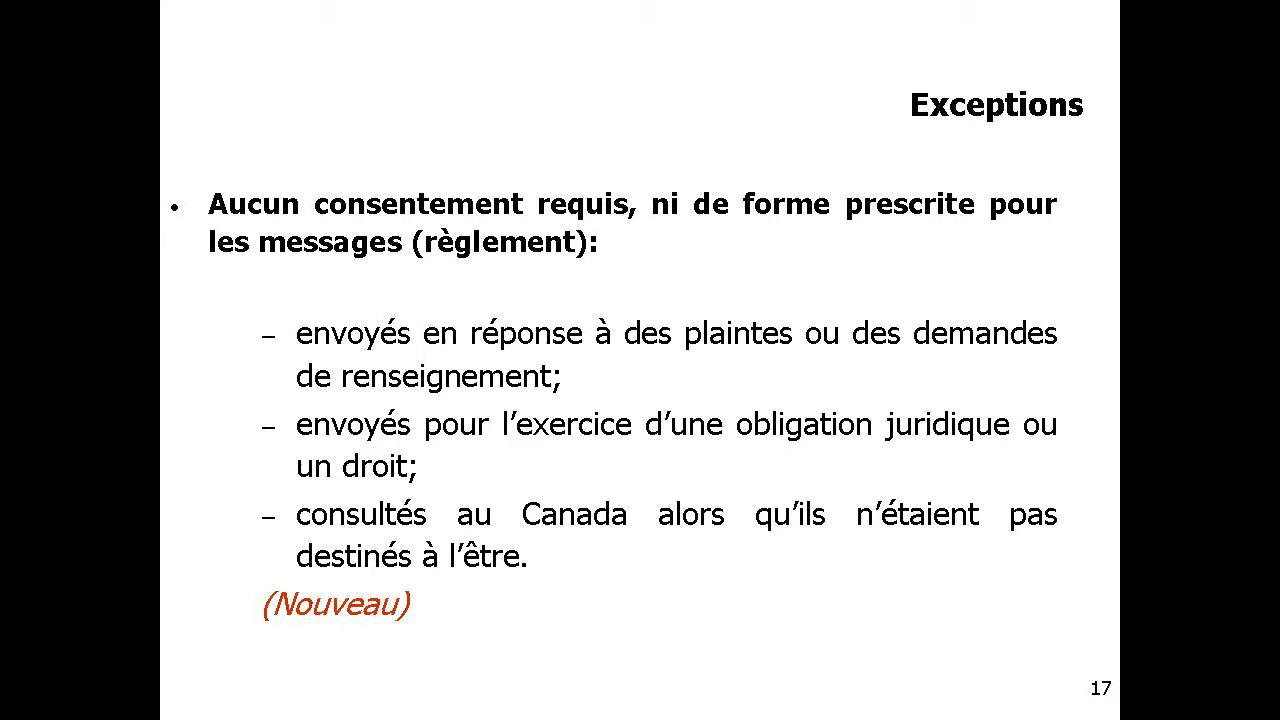 Exceptions
• Aucun consentement requis, ni de forme prescrite pour
les messages (règlement):
– envoyés en réponse à des plaintes ou des demandes
de renseignement;
– envoyés pour l’exercice d’une obligation juridique ou
un droit;
– consultés au Canada alors qu’ils n’étaient pas
destinés à l’être.
(Nouveau)
17